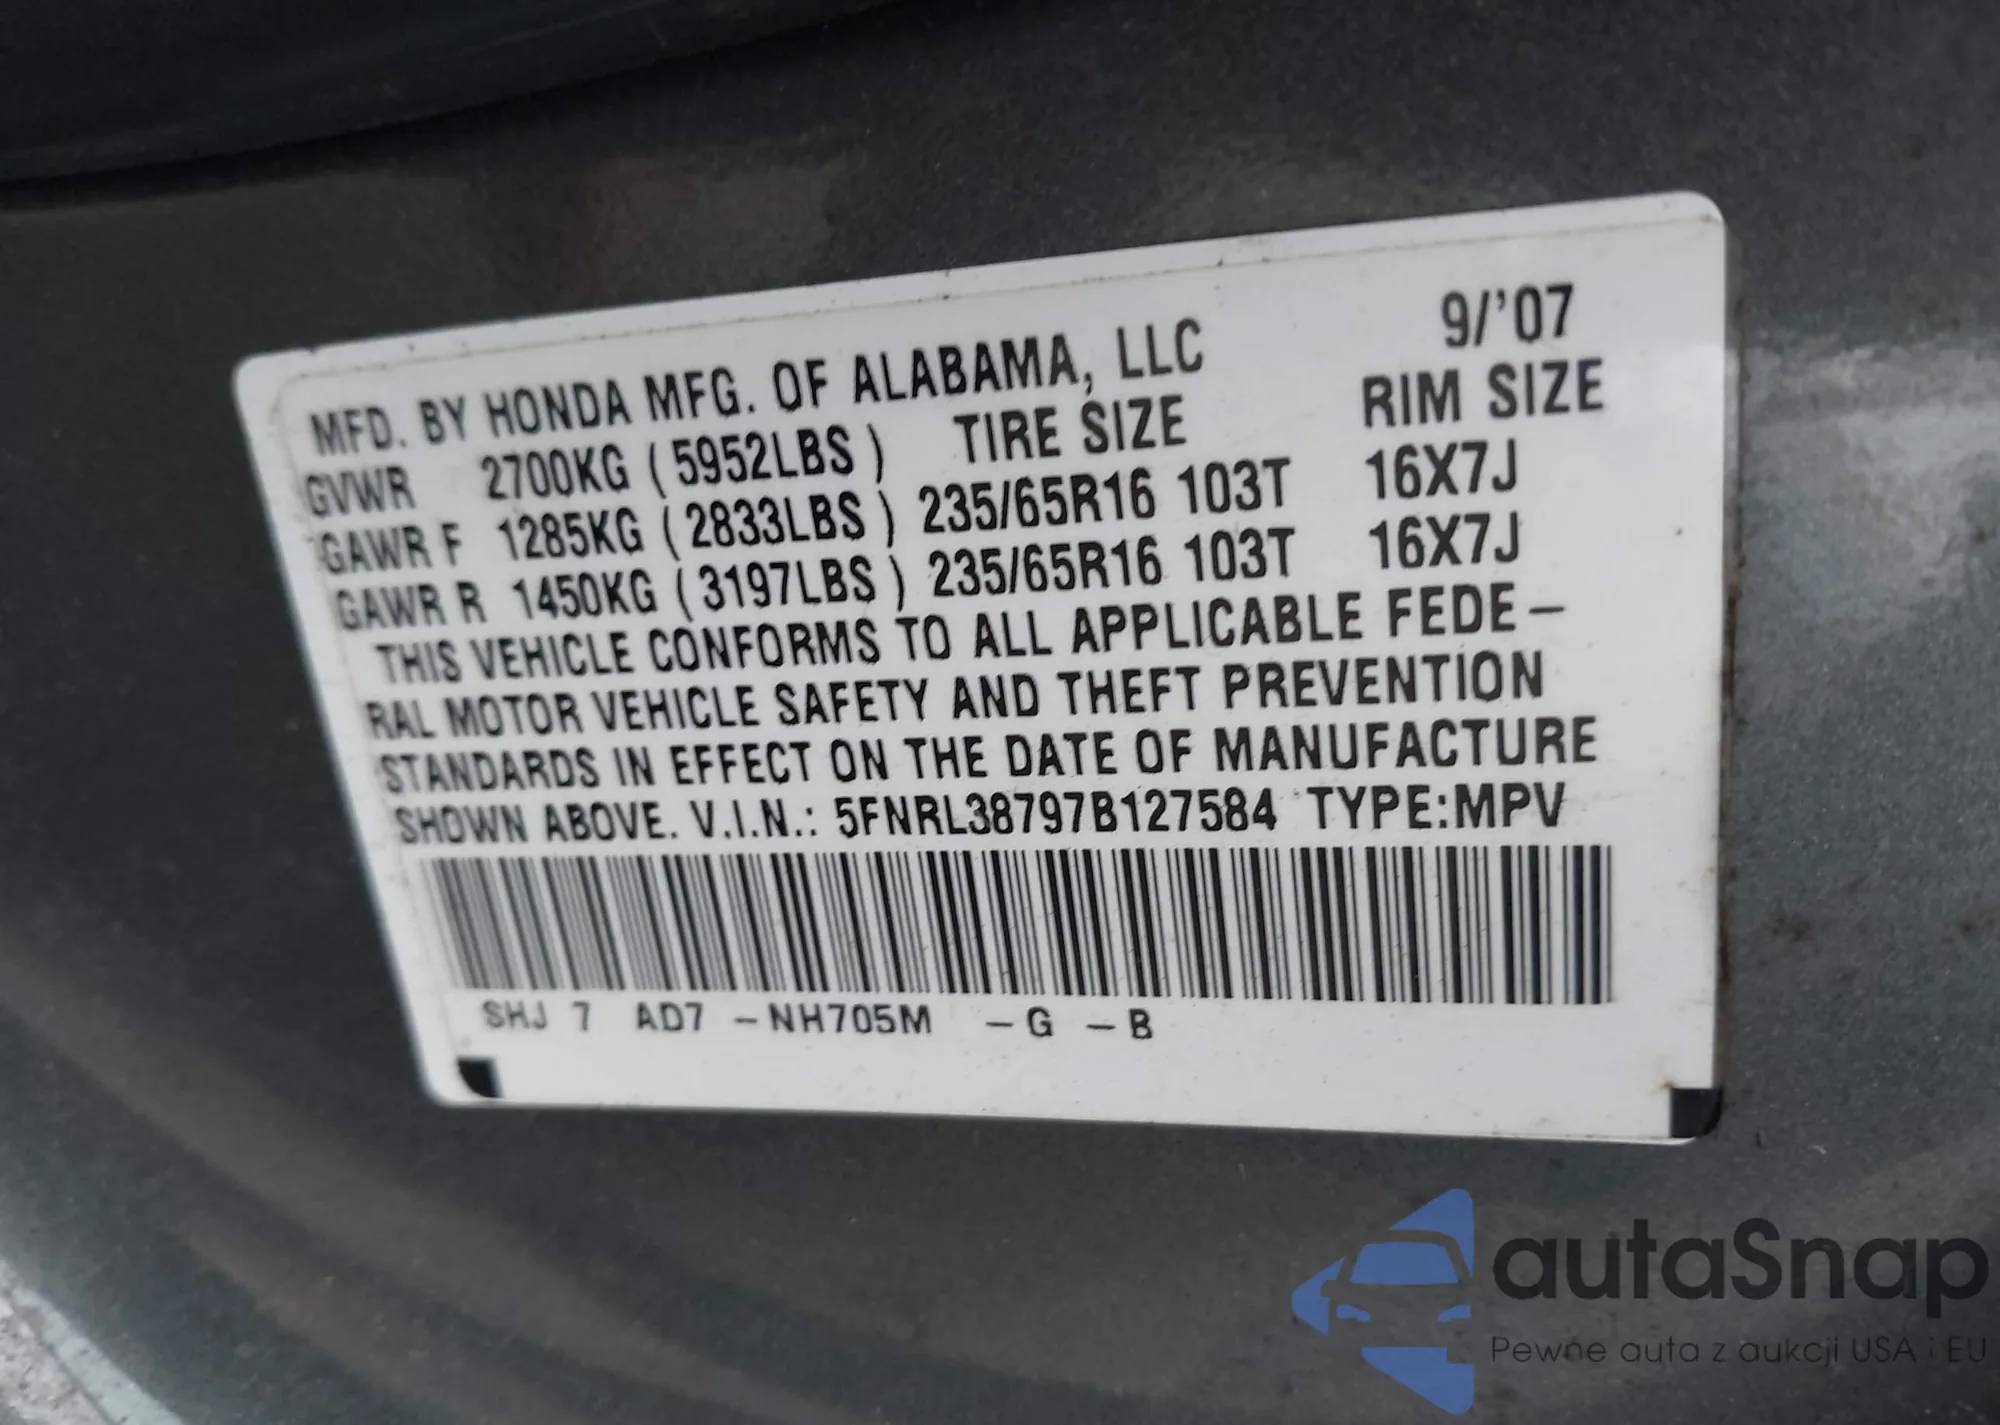 MFD. BY HONDA MFG. OF ALABAMA, LLC 9/'07
GVWR 2700KG ( 5952LBS ) TIRE SIZE RIM SIZE
GAWR F 1285KG ( 2833LBS ) 235/65R16 103T 16X7J
GAWR R 1450KG ( 3197LBS ) 235/65R16 103T 16X7J
THIS VEHICLE CONFORMS TO ALL APPLICABLE FEDE-
RAL MOTOR VEHICLE SAFETY AND THEFT PREVENTION
STANDARDS IN EFFECT ON THE DATE OF MANUFACTURE
SHOWN ABOVE. V.I.N.: 5FNRL38797B127584 TYPE:MPV
SHJ 7 AD7 -NH705M -G -B
autaSnap
Pewne auta z aukcji USA i EU